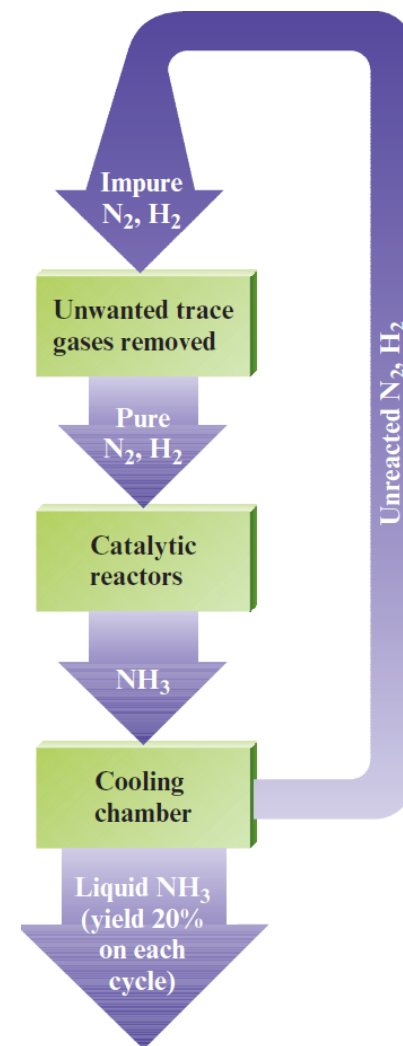 Impure
N₂, H₂
Unwanted trace
gases removed
Pure
N₂, H₂
Catalytic
reactors
NH₃
Cooling
chamber
Liquid NH₃
(yield 20%
on each
cycle)
Unreacted N₂, H₂